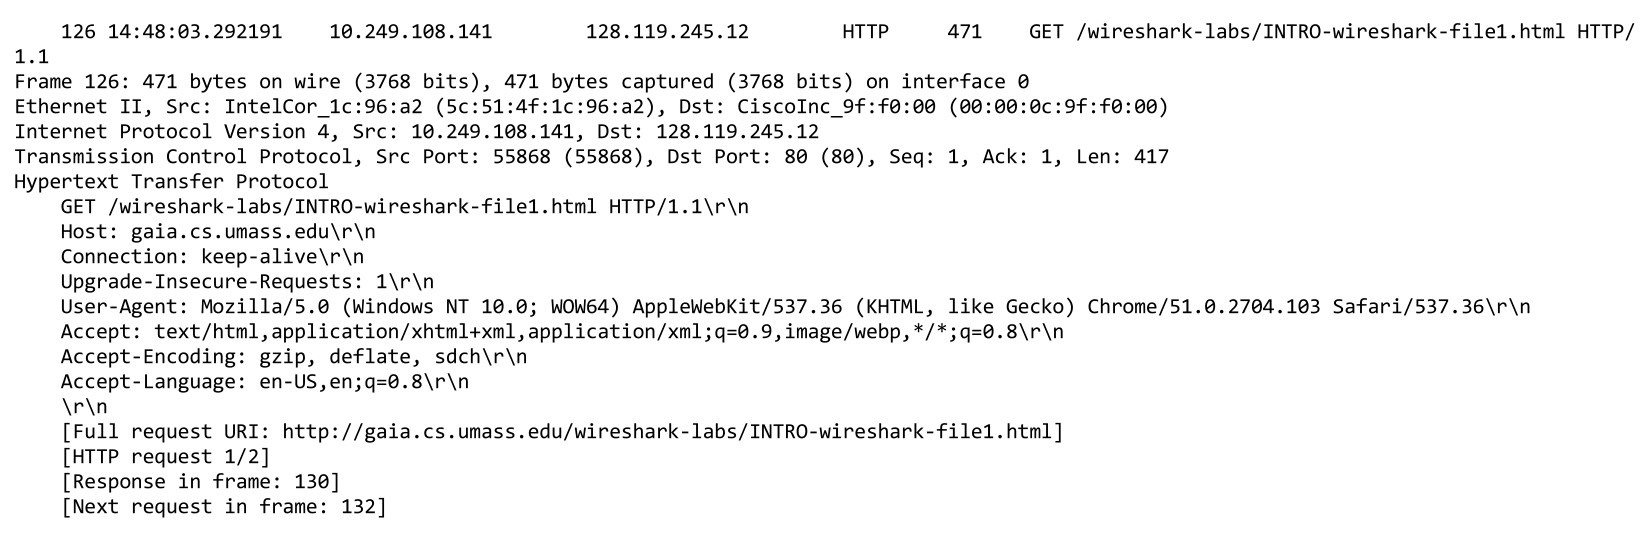 126 14:48:03.292191    10.249.108.141        128.119.245.12        HTTP     471    GET /wireshark-labs/INTRO-wireshark-file1.html HTTP/
1.1
Frame 126: 471 bytes on wire (3768 bits), 471 bytes captured (3768 bits) on interface 0
Ethernet II, Src: IntelCor_1c:96:a2 (5c:51:4f:1c:96:a2), Dst: CiscoInc_9f:f0:00 (00:00:0c:9f:f0:00)
Internet Protocol Version 4, Src: 10.249.108.141, Dst: 128.119.245.12
Transmission Control Protocol, Src Port: 55868 (55868), Dst Port: 80 (80), Seq: 1, Ack: 1, Len: 417
Hypertext Transfer Protocol
    GET /wireshark-labs/INTRO-wireshark-file1.html HTTP/1.1\r\n
    Host: gaia.cs.umass.edu\r\n
    Connection: keep-alive\r\n
    Upgrade-Insecure-Requests: 1\r\n
    User-Agent: Mozilla/5.0 (Windows NT 10.0; WOW64) AppleWebKit/537.36 (KHTML, like Gecko) Chrome/51.0.2704.103 Safari/537.36\r\n
    Accept: text/html,application/xhtml+xml,application/xml;q=0.9,image/webp,*/*;q=0.8\r\n
    Accept-Encoding: gzip, deflate, sdch\r\n
    Accept-Language: en-US,en;q=0.8\r\n
    \r\n
    [Full request URI: http://gaia.cs.umass.edu/wireshark-labs/INTRO-wireshark-file1.html]
    [HTTP request 1/2]
    [Response in frame: 130]
    [Next request in frame: 132]